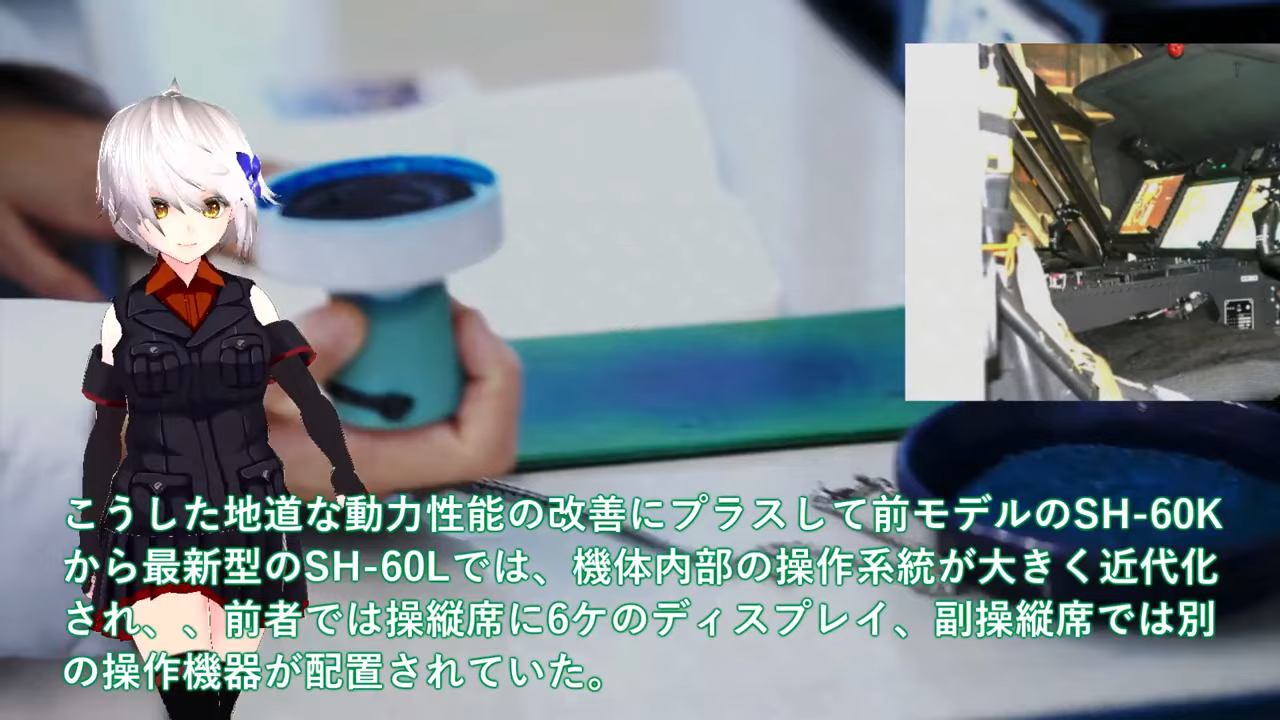 こうした地道な動力性能の改善にプラスして前モデルのSH-60K
から最新型のSH-60Lでは、機体内部の操作系統が大きく近代化
され、、前者では操縦席に6ケのディスプレイ、副操縦席では別
の操作機器が配置されていた。